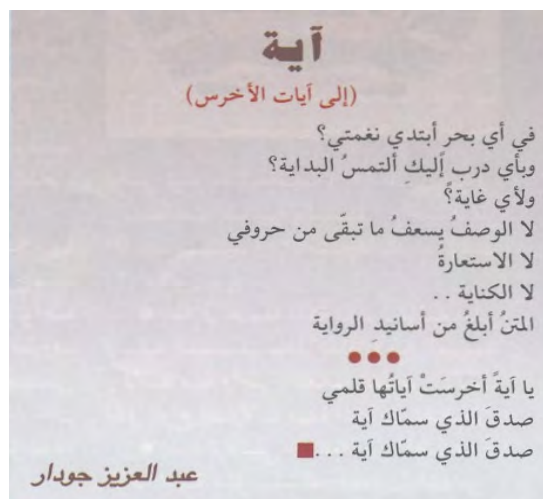 آية
(إلى آيات الأخرس)
في أي بحر أبتدي نغمتي؟
وبأي درب إليكِ ألتمسُ البداية؟
ولأي غاية؟
لا الوصفُ يسعفُ ما تبقّى من حروفي
لا الاستعارةُ
لا الكناية . .
المتنُ أبلغُ من أسانيدِ الرواية
●●●
يا آيةً أخرسَتْ آياتُها قلمي
صدقَ الذي سمّاك آية
صدقَ الذي سمّاك آية . . .
عبد العزيز جودار